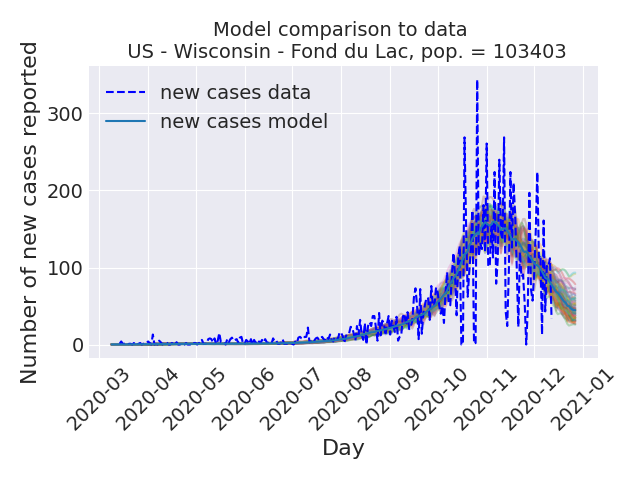 Model comparison to data
US - Wisconsin - Fond du Lac, pop. = 103403
Number of new cases reported
new cases data
new cases model
300
200
100
0
2020-03
2020-04
2020-05
2020-06
2020-07
2020-08
2020-09
2020-10
2020-11
2020-12
2021-01
Day